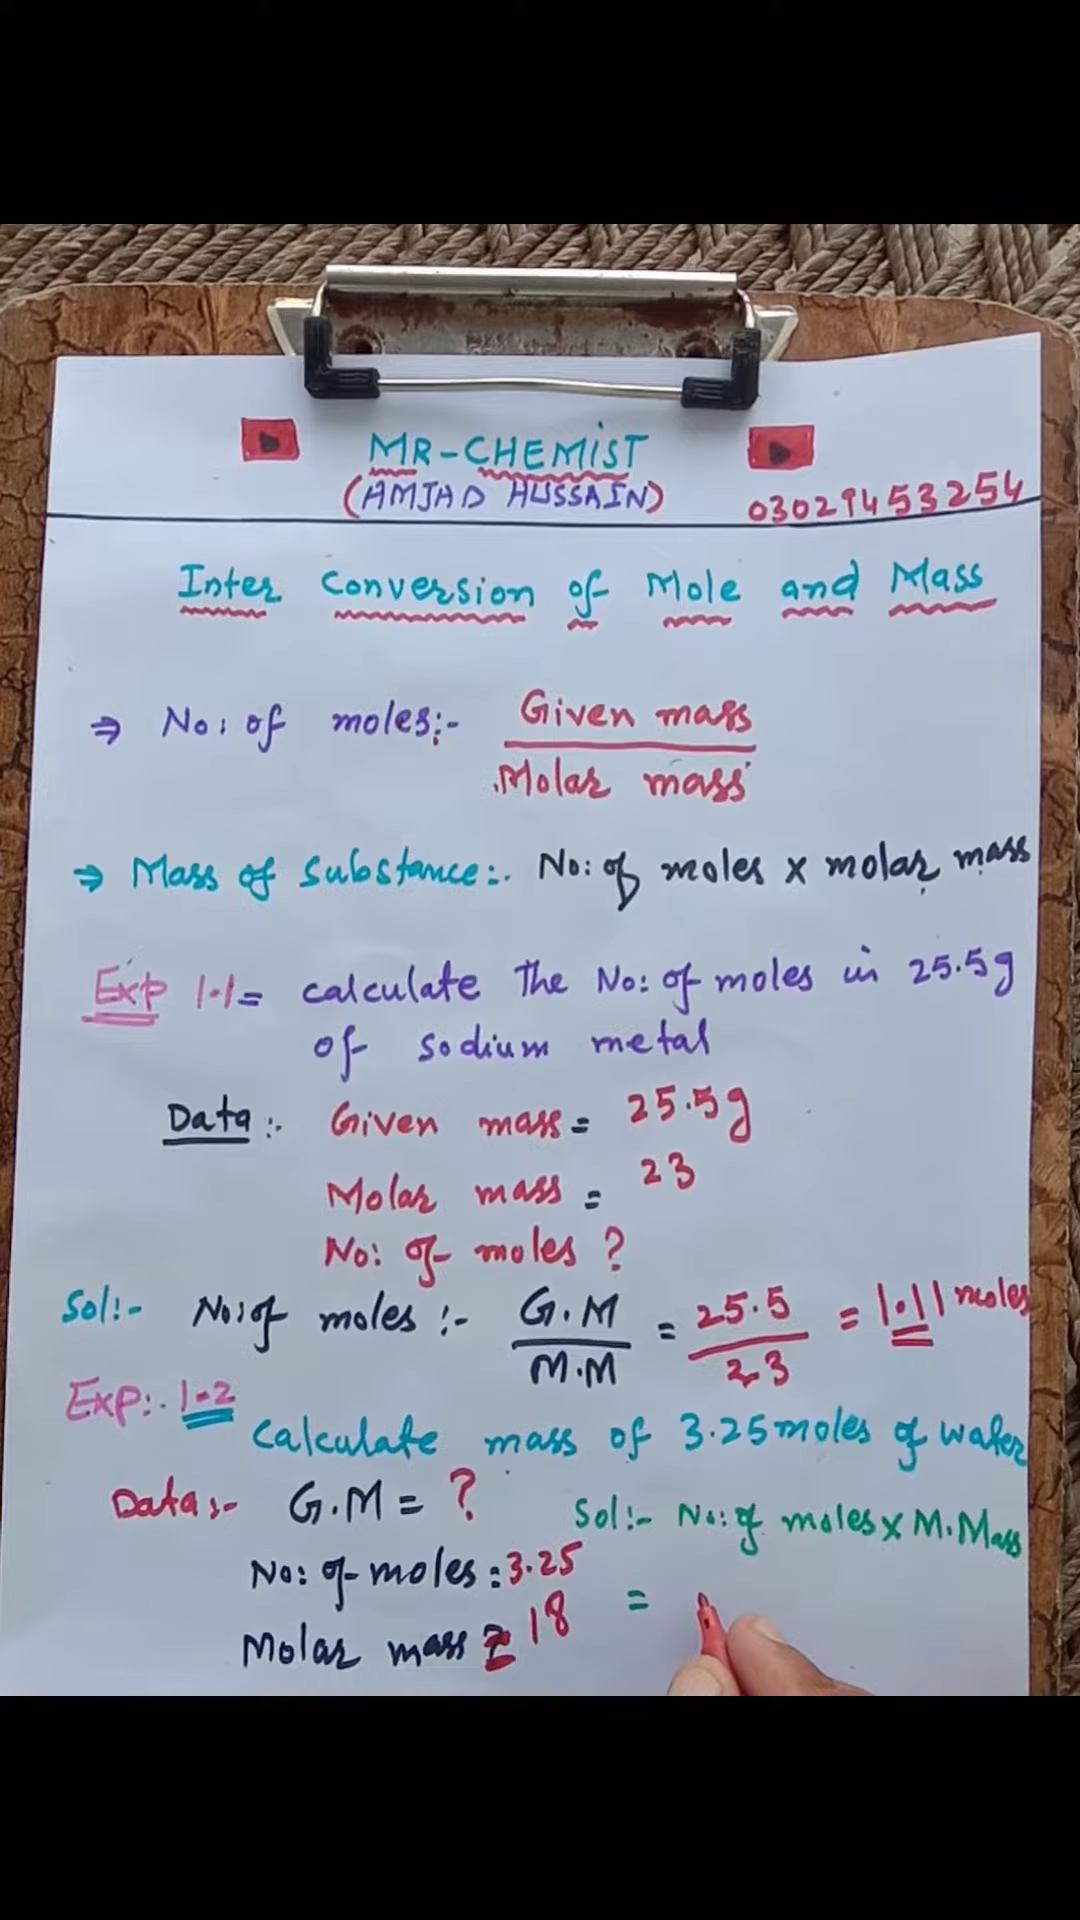 MR-CHEMIST
(AMJAD HUSSAIN)
03029453254
Inter Conversion of Mole and Mass
⇒ No: of moles:- Given mass
Molar mass
⇒ Mass of Substance:. No: of moles x molar mass
Exp 1.1 = calculate the No: of moles in 25.5g
of sodium metal
Data:- Given mass = 25.5g
Molar mass = 23
No: of moles ?
Sol:- No: of moles :- G.M = 25.5 = 1.11 moles
M.M 23
Exp:. 1.2
Calculate mass of 3.25 moles of water
Data:- G.M = ?
Sol:- No: of moles x M.Mass
No: of moles = 3.25
=
Molar mass = 18